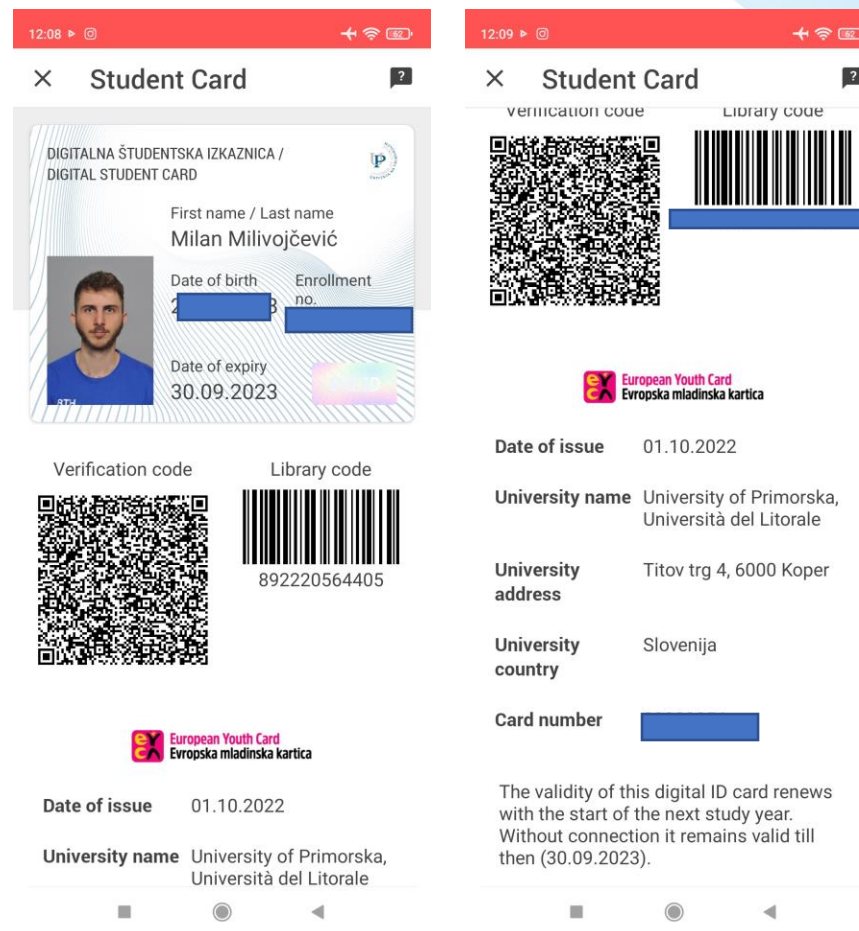 12:08
62
Student Card
?
DIGITALNA ŠTUDENTSKA IZKAZNICA /
DIGITAL STUDENT CARD
First name / Last name
Milan Milivojčević
Date of birth
Enrollment
no.
Date of expiry
30.09.2023
Verification code
Library code
892220564405
European Youth Card
Evropska mladinska kartica
Date of issue
01.10.2022
University name
University of Primorska,
Università del Litorale
12:09
62
Student Card
?
Verification code
Library code
European Youth Card
Evropska mladinska kartica
Date of issue
01.10.2022
University name
University of Primorska,
Università del Litorale
University
address
Titov trg 4, 6000 Koper
University
country
Slovenija
Card number
The validity of this digital ID card renews
with the start of the next study year.
Without connection it remains valid till
then (30.09.2023).